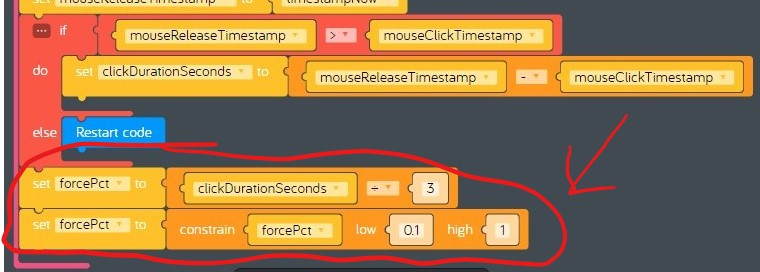 set mouseReleaseTimestamp to timestampNow
if mouseReleaseTimestamp > mouseClickTimestamp
do set clickDurationSeconds to mouseReleaseTimestamp - mouseClickTimestamp
else Restart code
set forcePct to clickDurationSeconds ÷ 3
set forcePct to constrain forcePct low 0.1 high 1